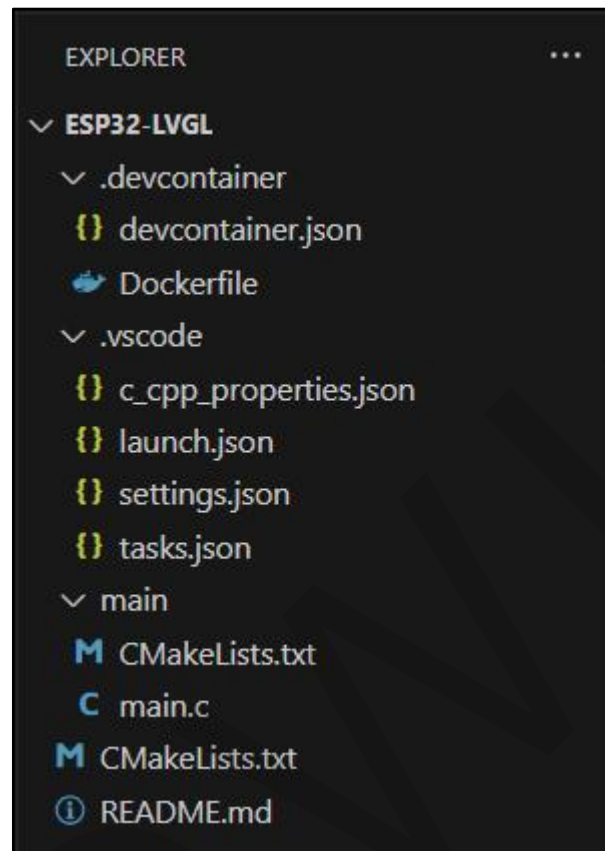 EXPLORER ...
ESP32-LVGL
.devcontainer
{} devcontainer.json
Dockerfile
.vscode
{} c_cpp_properties.json
{} launch.json
{} settings.json
{} tasks.json
main
M CMakeLists.txt
C main.c
M CMakeLists.txt
README.md